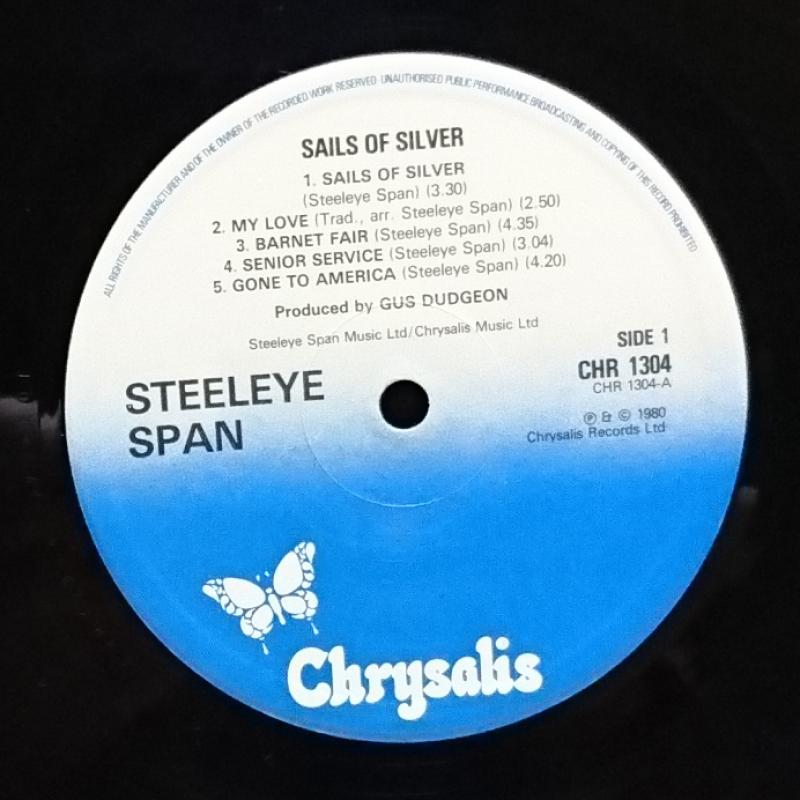 ALL RIGHTS OF THE MANUFACTURER AND OF THE OWNER OF THE RECORDED WORK RESERVED UNAUTHORISED PUBLIC PERFORMANCE BROADCASTING AND COPYING OF THIS RECORD PROHIBITED
SAILS OF SILVER
1. SAILS OF SILVER
(Steeleye Span) (3.30)
2. MY LOVE (Trad., arr. Steeleye Span) (2.50)
3. BARNET FAIR (Steeleye Span) (4.35)
4. SENIOR SERVICE (Steeleye Span) (3.04)
5. GONE TO AMERICA (Steeleye Span) (4.20)
Produced by GUS DUDGEON
Steeleye Span Music Ltd/Chrysalis Music Ltd
SIDE 1
CHR 1304
CHR 1304-A
℗ & © 1980
Chrysalis Records Ltd
STEELEYE
SPAN
Chrysalis